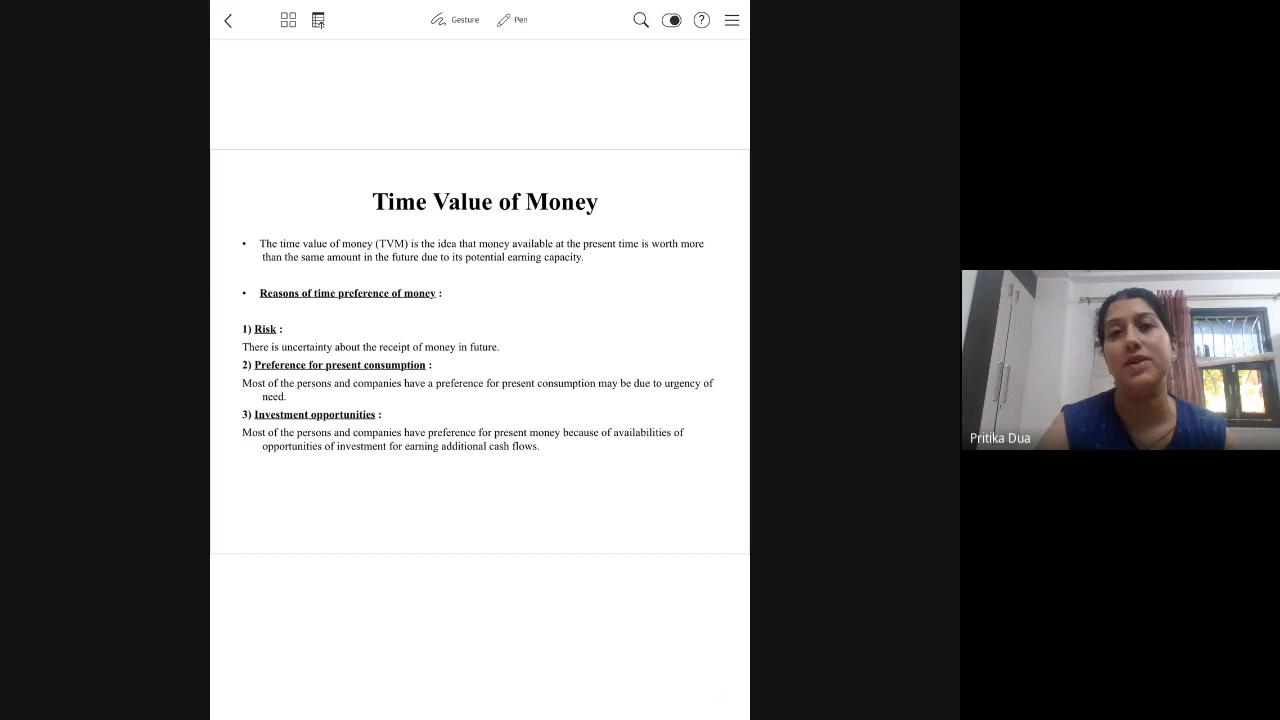 Gesture
Pen
Time Value of Money
• The time value of money (TVM) is the idea that money available at the present time is worth more
than the same amount in the future due to its potential earning capacity.
• Reasons of time preference of money :
1) Risk :
There is uncertainty about the receipt of money in future.
2) Preference for present consumption :
Most of the persons and companies have a preference for present consumption may be due to urgency of
need.
3) Investment opportunities :
Most of the persons and companies have preference for present money because of availabilities of
opportunities of investment for earning additional cash flows.
Pritika Dua